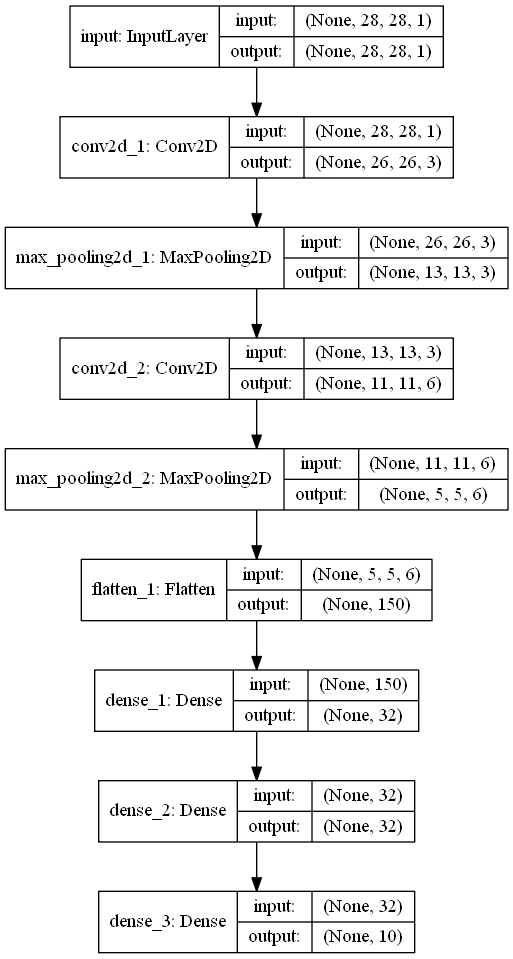 input: InputLayer
input: (None, 28, 28, 1)
output: (None, 28, 28, 1)
conv2d_1: Conv2D
input: (None, 28, 28, 1)
output: (None, 26, 26, 3)
max_pooling2d_1: MaxPooling2D
input: (None, 26, 26, 3)
output: (None, 13, 13, 3)
conv2d_2: Conv2D
input: (None, 13, 13, 3)
output: (None, 11, 11, 6)
max_pooling2d_2: MaxPooling2D
input: (None, 11, 11, 6)
output: (None, 5, 5, 6)
flatten_1: Flatten
input: (None, 5, 5, 6)
output: (None, 150)
dense_1: Dense
input: (None, 150)
output: (None, 32)
dense_2: Dense
input: (None, 32)
output: (None, 32)
dense_3: Dense
input: (None, 32)
output: (None, 10)